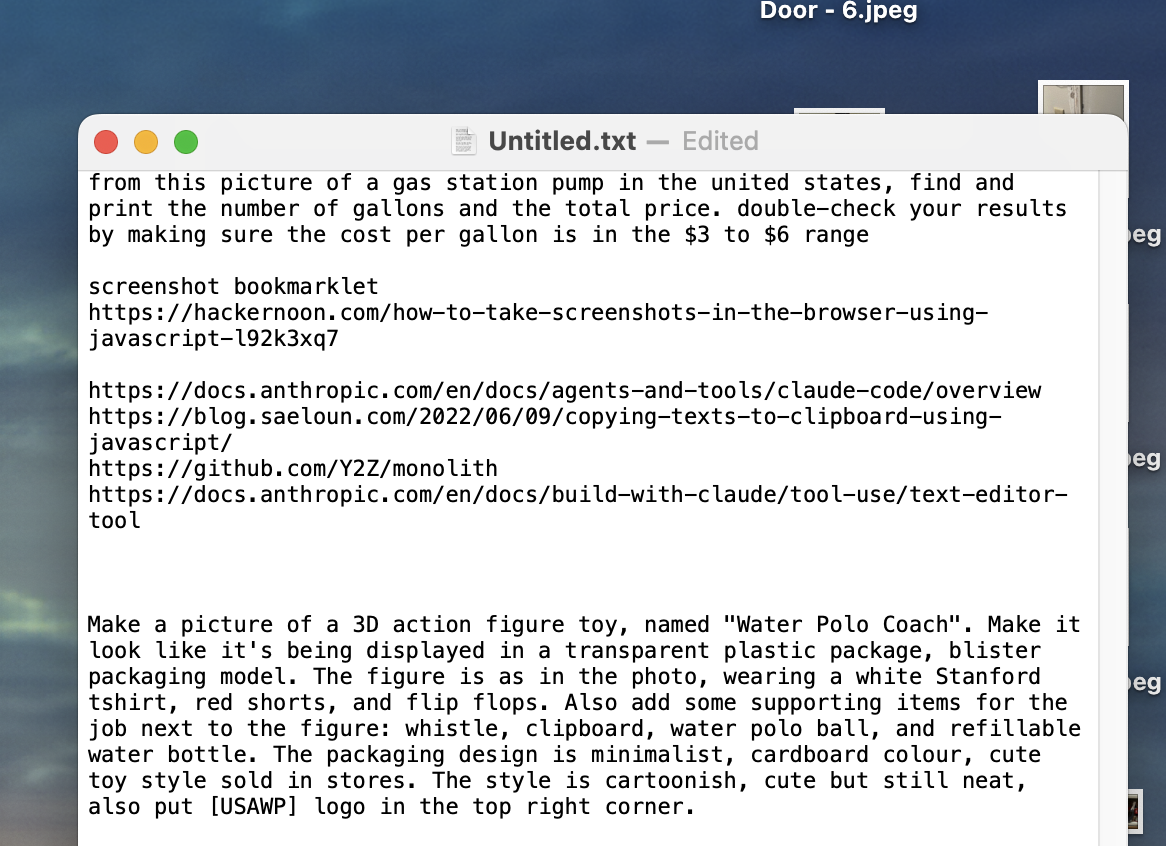 Door - 6.jpeg
Untitled.txt — Edited
from this picture of a gas station pump in the united states, find and
print the number of gallons and the total price. double-check your results
by making sure the cost per gallon is in the $3 to $6 range
screenshot bookmarklet
https://hackernoon.com/how-to-take-screenshots-in-the-browser-using-
javascript-l92k3xq7
https://docs.anthropic.com/en/docs/agents-and-tools/claude-code/overview
https://blog.saeloun.com/2022/06/09/copying-texts-to-clipboard-using-
javascript/
https://github.com/Y2Z/monolith
https://docs.anthropic.com/en/docs/build-with-claude/tool-use/text-editor-
tool
Make a picture of a 3D action figure toy, named "Water Polo Coach". Make it
look like it's being displayed in a transparent plastic package, blister
packaging model. The figure is as in the photo, wearing a white Stanford
tshirt, red shorts, and flip flops. Also add some supporting items for the
job next to the figure: whistle, clipboard, water polo ball, and refillable
water bottle. The packaging design is minimalist, cardboard colour, cute
toy style sold in stores. The style is cartoonish, cute but still neat,
also put [USAWP] logo in the top right corner.